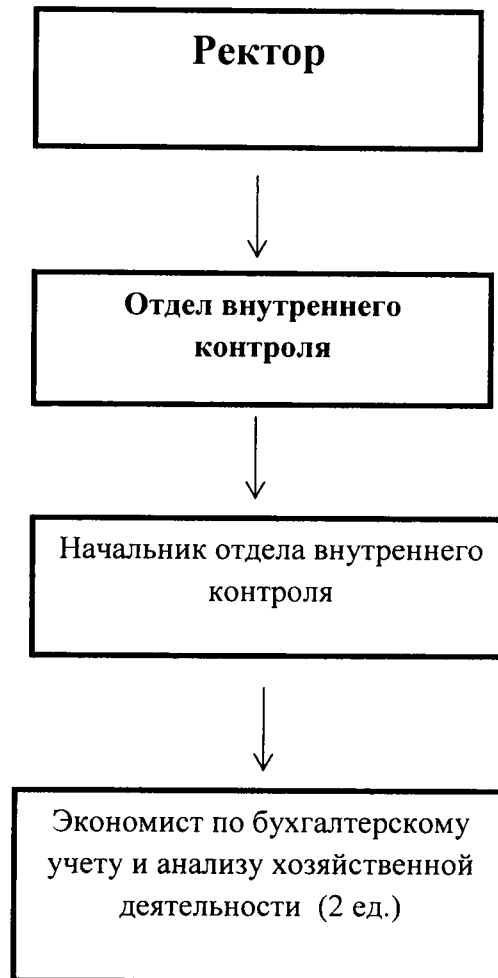 Ректор
Отдел внутреннего
контроля
Начальник отдела внутреннего
контроля
Экономист по бухгалтерскому
учету и анализу хозяйственной
деятельности (2 ед.)